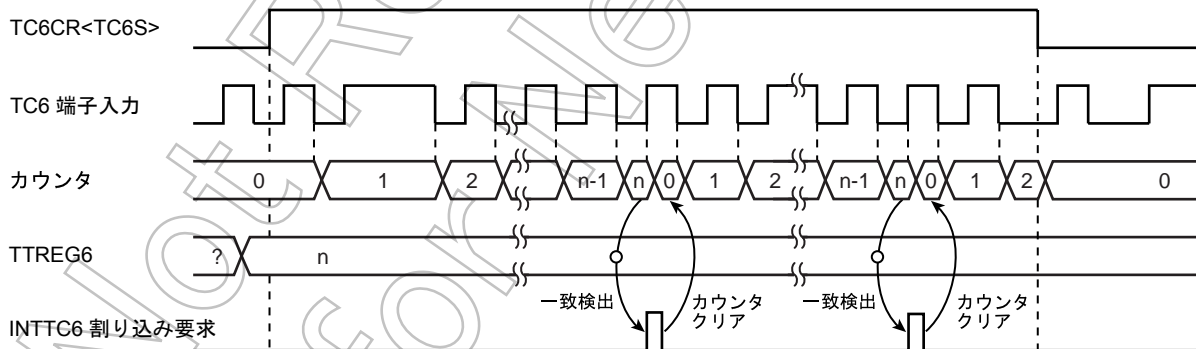 TC6CR<TC6S>
TC6 端子入力
カウンタ 0 1 2 n-1 n 0 1 2 n-1 n 0 1 2 0
TTREG6 ? n
一致検出 カウンタ クリア 一致検出 カウンタ クリア
INTTC6 割り込み要求